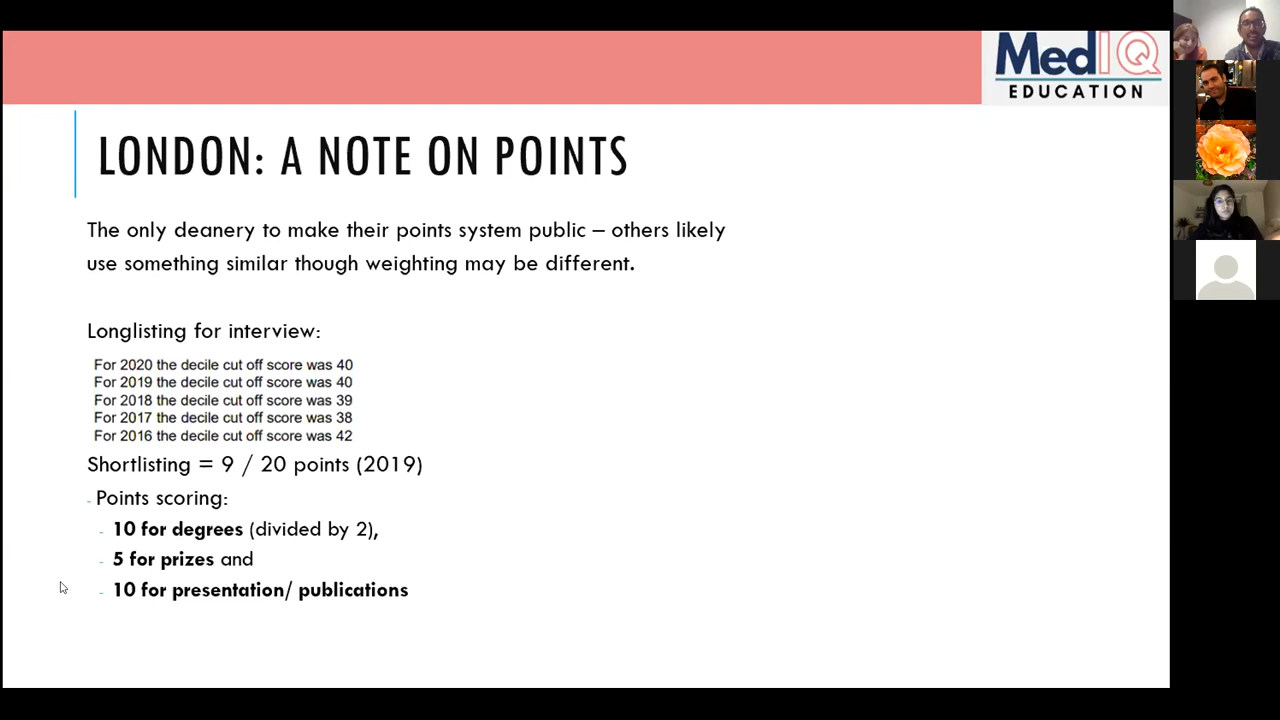 MedIQ
EDUCATION
LONDON: A NOTE ON POINTS
The only deanery to make their points system public – others likely
use something similar though weighting may be different.
Longlisting for interview:
For 2020 the decile cut off score was 40
For 2019 the decile cut off score was 40
For 2018 the decile cut off score was 39
For 2017 the decile cut off score was 38
For 2016 the decile cut off score was 42
Shortlisting = 9 / 20 points (2019)
- Points scoring:
- 10 for degrees (divided by 2),
- 5 for prizes and
- 10 for presentation/ publications